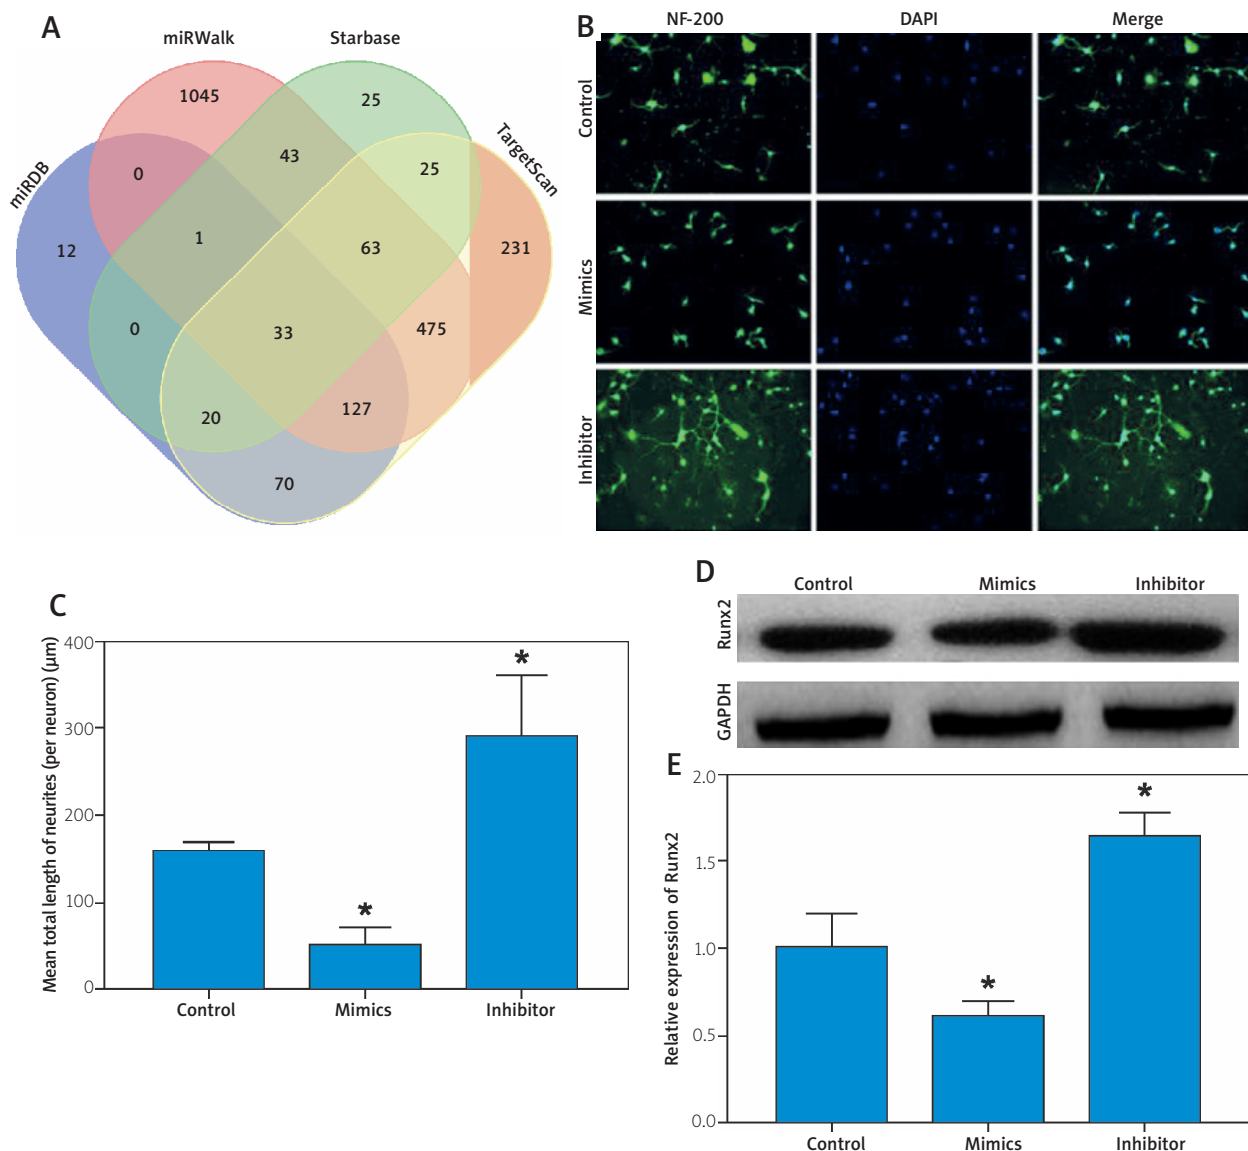 A
miRWalk
Starbase
miRDB
TargetScan
1045
25
43
25
0
12
1
63
231
0
33
475
20
127
70
B
NF-200
DAPI
Merge
Control
Mimics
Inhibitor
C
Mean total length of neurites (per neuron) (µm)
400
300
200
100
0
*
*
Control
Mimics
Inhibitor
D
Control
Mimics
Inhibitor
Runx2
GAPDH
E
Relative expression of Runx2
2.0
1.5
1.0
0.5
0.0
*
*
Control
Mimics
Inhibitor